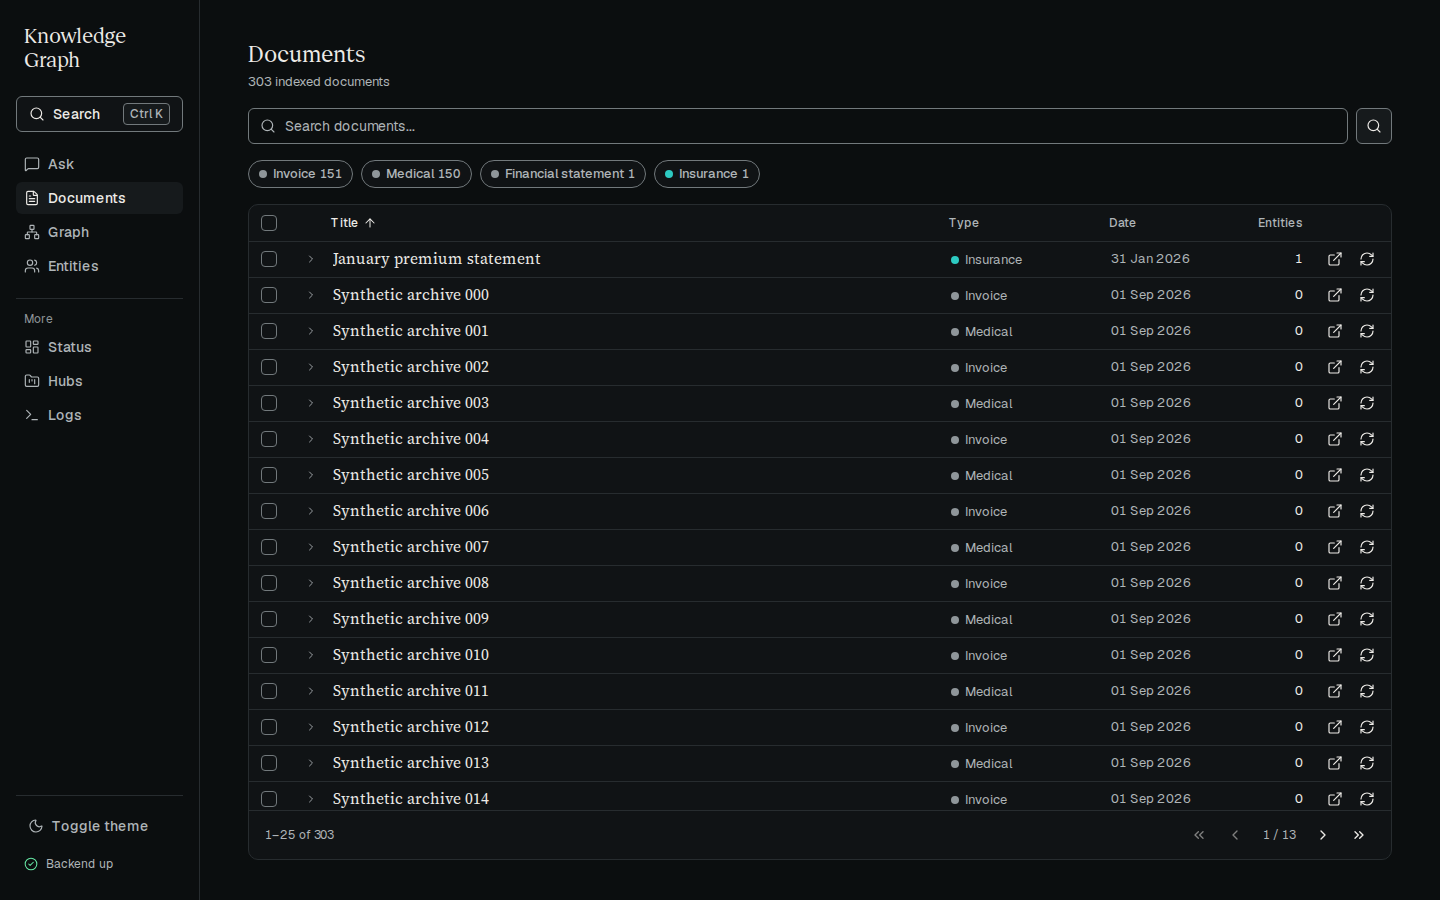 Knowledge
Graph
Search Ctrl K
Ask
Documents
Graph
Entities
More
Status
Hubs
Logs
Toggle theme
Backend up
Documents
303 indexed documents
Search documents...
Invoice 151 Medical 150 Financial statement 1 Insurance 1
Title Type Date Entities
January premium statement Insurance 31 Jan 2026 1
Synthetic archive 000 Invoice 01 Sep 2026 0
Synthetic archive 001 Medical 01 Sep 2026 0
Synthetic archive 002 Invoice 01 Sep 2026 0
Synthetic archive 003 Medical 01 Sep 2026 0
Synthetic archive 004 Invoice 01 Sep 2026 0
Synthetic archive 005 Medical 01 Sep 2026 0
Synthetic archive 006 Invoice 01 Sep 2026 0
Synthetic archive 007 Medical 01 Sep 2026 0
Synthetic archive 008 Invoice 01 Sep 2026 0
Synthetic archive 009 Medical 01 Sep 2026 0
Synthetic archive 010 Invoice 01 Sep 2026 0
Synthetic archive 011 Medical 01 Sep 2026 0
Synthetic archive 012 Invoice 01 Sep 2026 0
Synthetic archive 013 Medical 01 Sep 2026 0
Synthetic archive 014 Invoice 01 Sep 2026 0
1–25 of 303 1 / 13